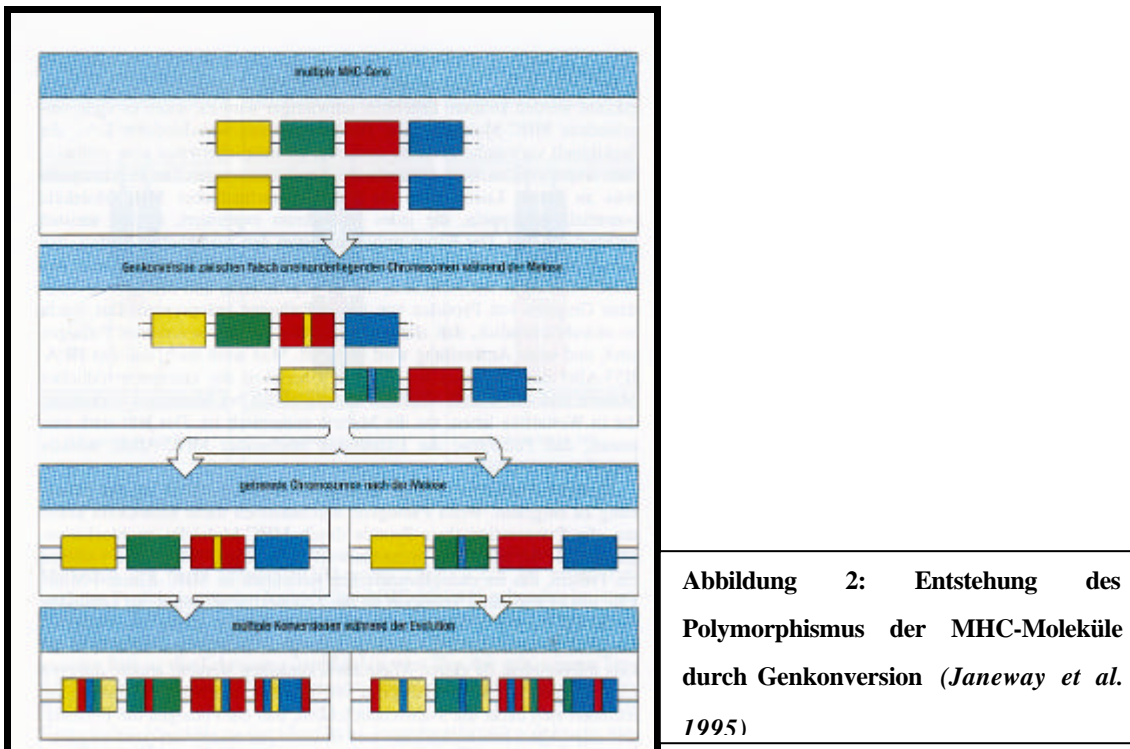 multiple MHC-Gene
Genkonversion zwischen falsch aneinanderliegenden Chromosomen während der Meiose
getrennte Chromosomen nach der Meiose
multiple Konversionen während der Evolution
Abbildung 2: Entstehung des
Polymorphismus der MHC-Moleküle
durch Genkonversion (Janeway et al.
1995)